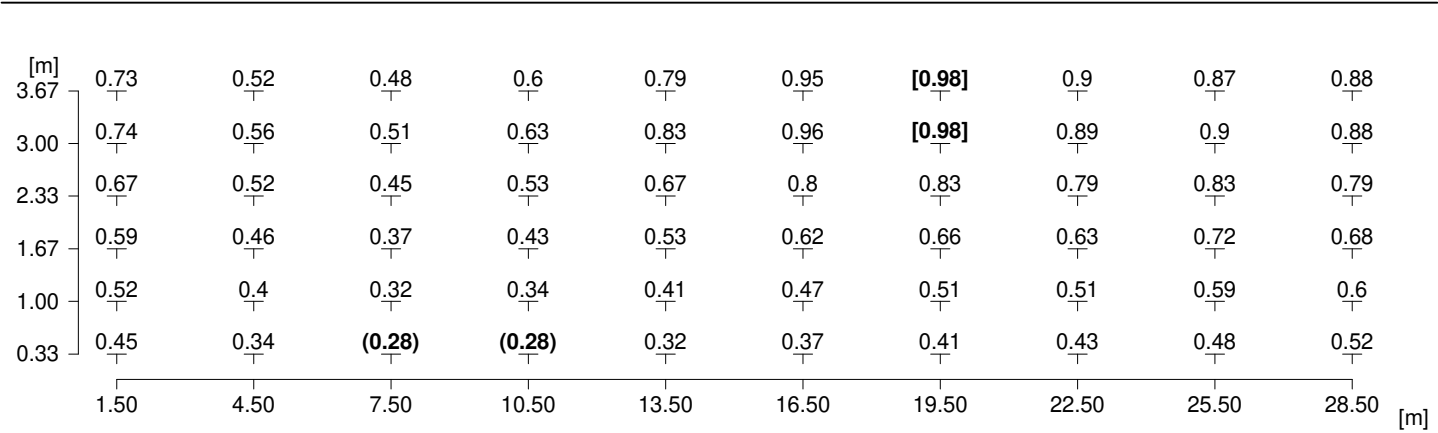 [m]
3.67 0.73 0.52 0.48 0.6 0.79 0.95 [0.98] 0.9 0.87 0.88
3.00 0.74 0.56 0.51 0.63 0.83 0.96 [0.98] 0.89 0.9 0.88
2.33 0.67 0.52 0.45 0.53 0.67 0.8 0.83 0.79 0.83 0.79
1.67 0.59 0.46 0.37 0.43 0.53 0.62 0.66 0.63 0.72 0.68
1.00 0.52 0.4 0.32 0.34 0.41 0.47 0.51 0.51 0.59 0.6
0.33 0.45 0.34 (0.28) (0.28) 0.32 0.37 0.41 0.43 0.48 0.52
1.50 4.50 7.50 10.50 13.50 16.50 19.50 22.50 25.50 28.50
[m]